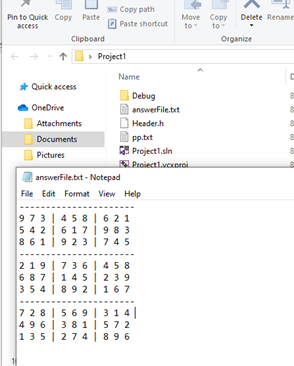 Pin to Quick access
Copy
Paste
Copy path
Paste shortcut
Move to
Copy to
Delete
Rename
Clipboard
Organize
Project1
Name
Quick access
OneDrive
Attachments
Documents
Pictures
Debug
answerFile.txt
Header.h
pp.txt
Project1.sln
Project1.vcxproj
answerFile.txt - Notepad
File Edit Format View Help
-------------------------
9 7 3 | 4 5 8 | 6 2 1
5 4 2 | 6 1 7 | 9 8 3
8 6 1 | 9 2 3 | 7 4 5
-------------------------
2 1 9 | 7 3 6 | 4 5 8
6 8 7 | 1 4 5 | 2 3 9
3 5 4 | 8 9 2 | 1 6 7
-------------------------
7 2 8 | 5 6 9 | 3 1 4
4 9 6 | 3 8 1 | 5 7 2
1 3 5 | 2 7 4 | 8 9 6